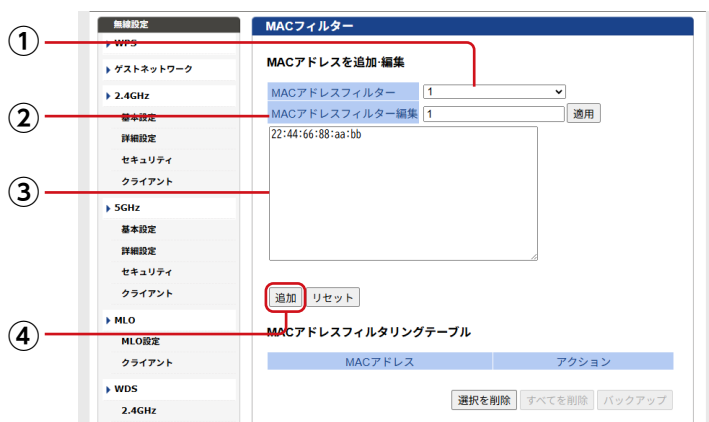 無線設定
WPS
ゲストネットワーク
2.4GHz
基本設定
詳細設定
セキュリティ
クライアント
5GHz
基本設定
詳細設定
セキュリティ
クライアント
MLO
MLO設定
クライアント
WDS
2.4GHz
MACフィルター
MACアドレスを追加·編集
① MACアドレスフィルター 1
② MACアドレスフィルター編集 1 適用
③ 22:44:66:88:aa:bb
④ 追加 リセット
MACアドレスフィルタリングテーブル
MACアドレス アクション
選択を削除 すべてを削除 バックアップ